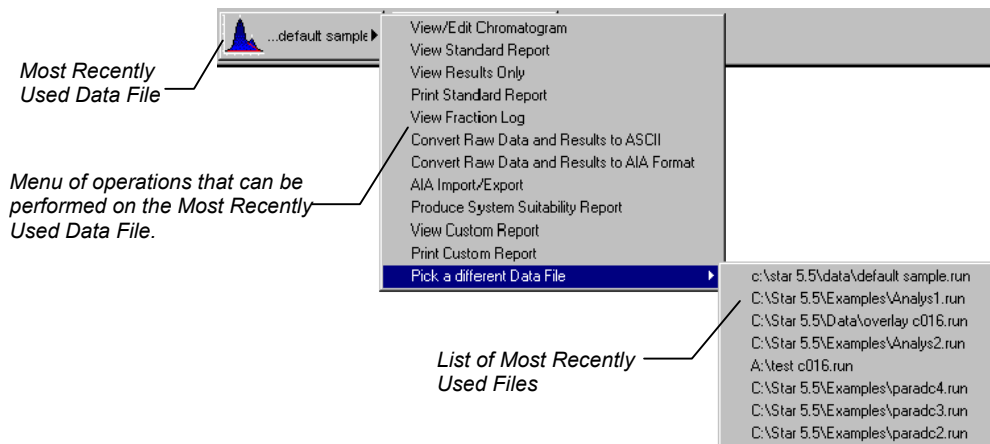 ...default sample
Most Recently
Used Data File
View/Edit Chromatogram
View Standard Report
View Results Only
Print Standard Report
View Fraction Log
Convert Raw Data and Results to ASCII
Convert Raw Data and Results to AIA Format
AIA Import/Export
Produce System Suitability Report
View Custom Report
Print Custom Report
Pick a different Data File
Menu of operations that can be
performed on the Most Recently
Used Data File.
c:\star 5.5\data\default sample.run
C:\Star 5.5\Examples\Analys1.run
C:\Star 5.5\Data\overlay c016.run
C:\Star 5.5\Examples\Analys2.run
A:\test c016.run
C:\Star 5.5\Examples\paradc4.run
C:\Star 5.5\Examples\paradc3.run
C:\Star 5.5\Examples\paradc2.run
List of Most Recently
Used Files